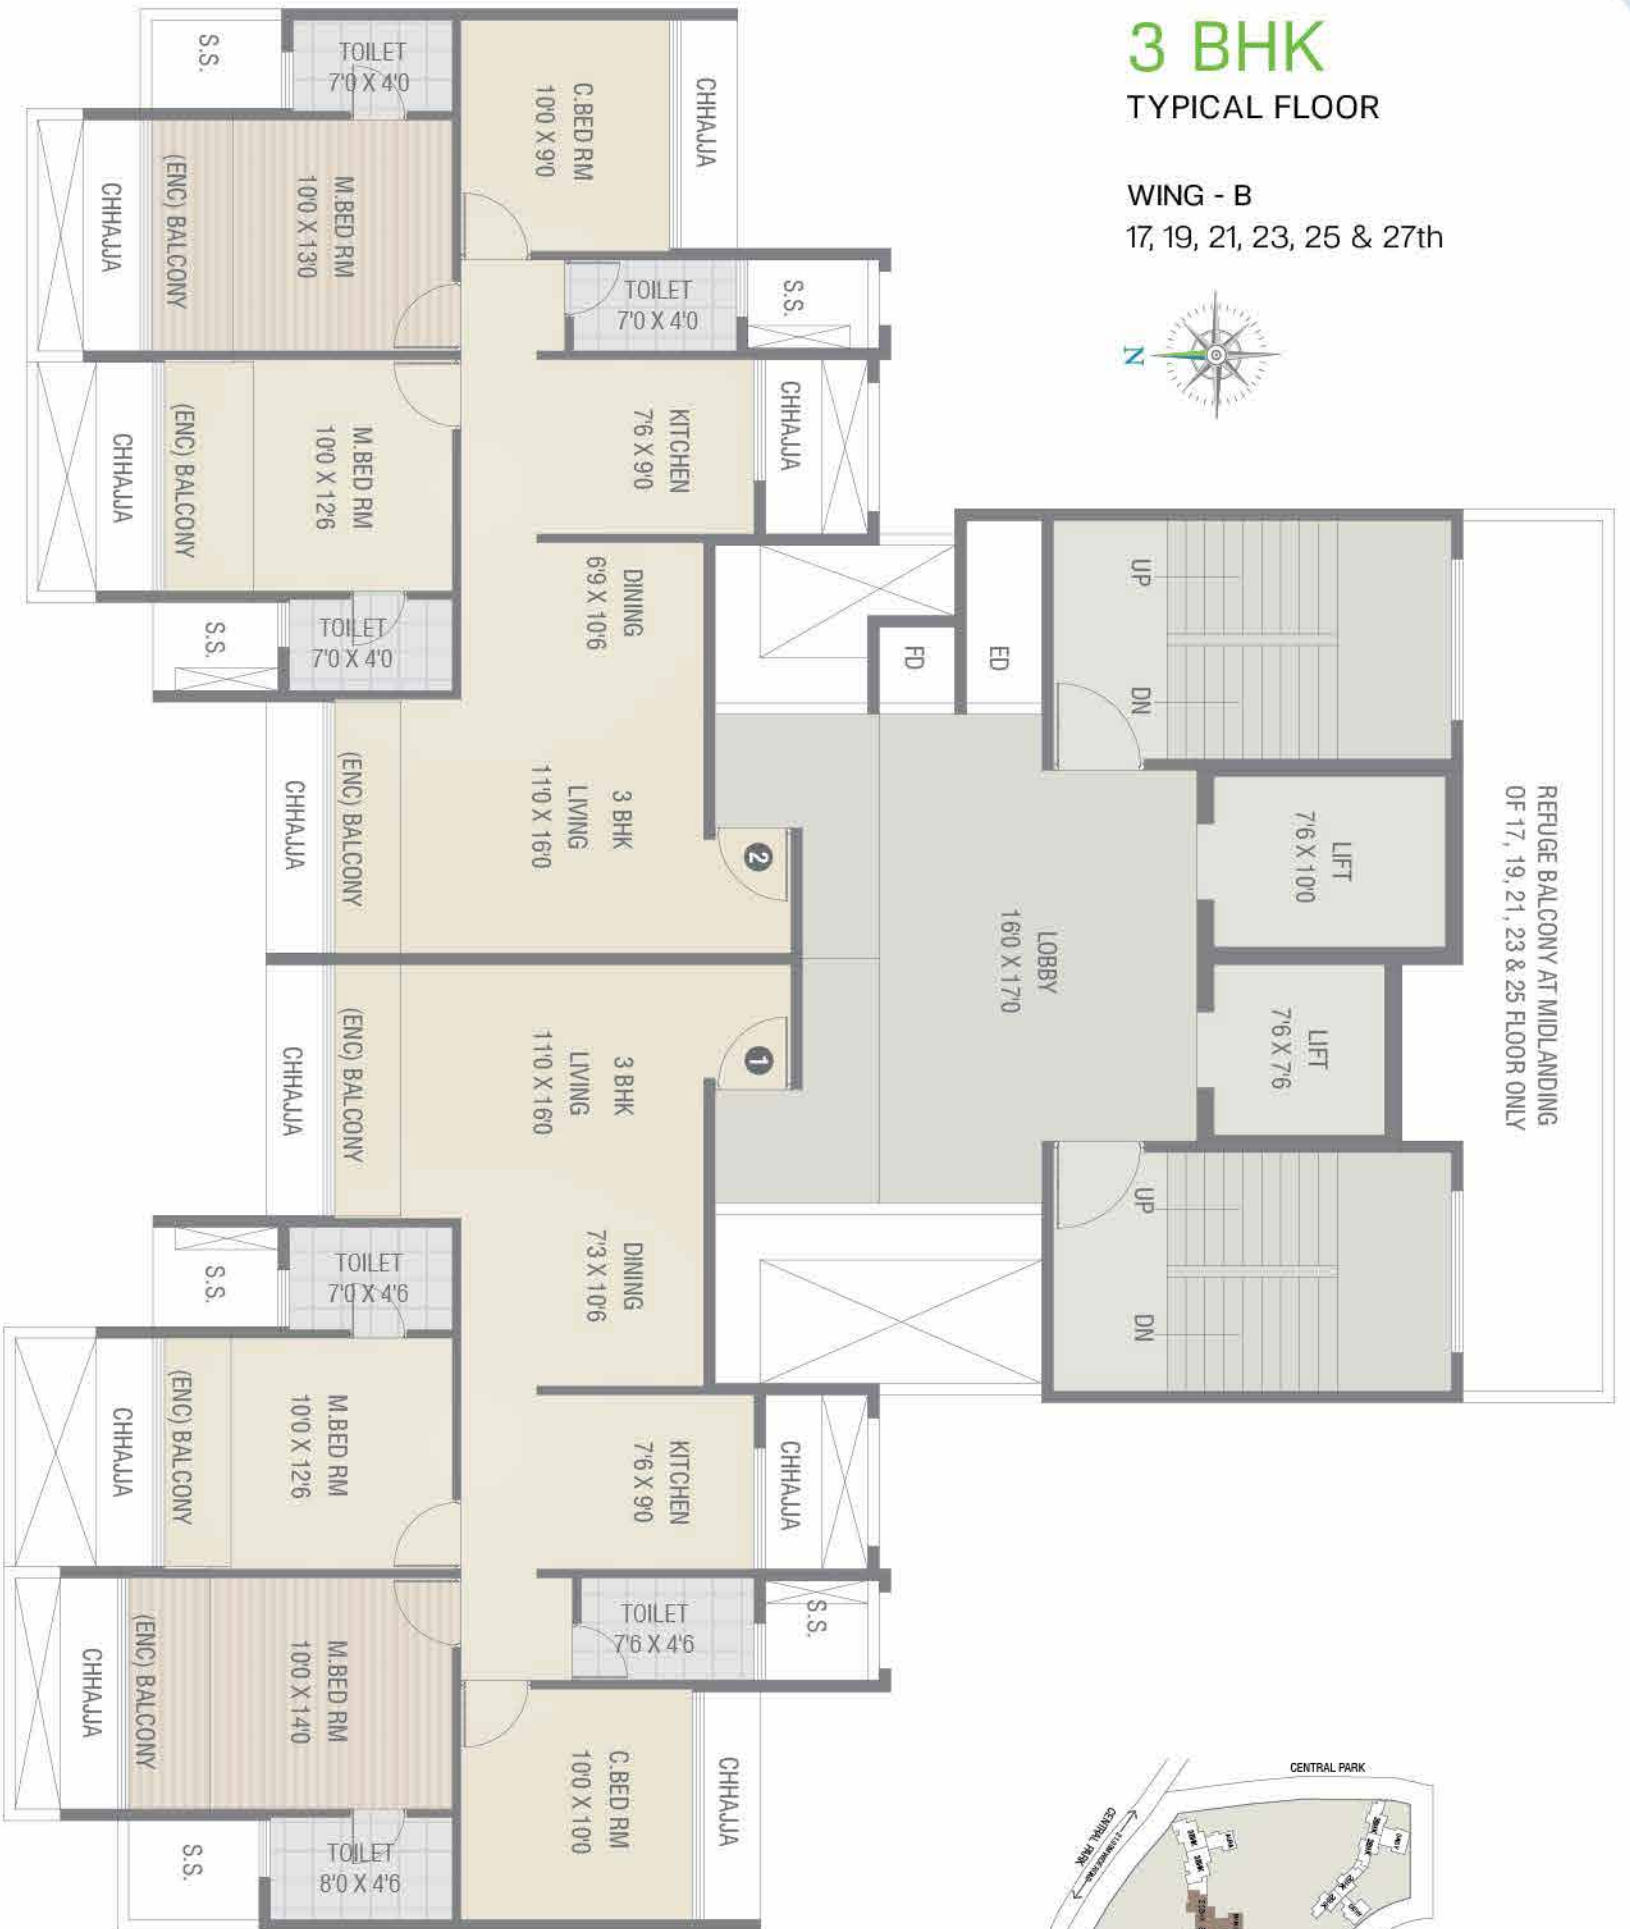 3 BHK
TYPICAL FLOOR
WING - B
17, 19, 21, 23, 25 & 27th
N
S.S.
TOILET
7'0 X 4'0
C.BED RM
10'0 X 9'0
CHHAJJA
CHHAJJA
(ENC) BALCONY
M.BED RM
10'0 X 13'0
TOILET
7'0 X 4'0
S.S.
CHHAJJA
(ENC) BALCONY
M.BED RM
10'0 X 12'6
KITCHEN
7'6 X 9'0
CHHAJJA
S.S.
TOILET
7'0 X 4'0
DINING
6'9 X 10'6
FD
ED
UP
DN
CHHAJJA
(ENC) BALCONY
3 BHK
LIVING
11'0 X 16'0
2
LIFT
7'6 X 10'0
REFUGE BALCONY AT MIDLANDING
OF 17, 19, 21, 23 & 25 FLOOR ONLY
LOBBY
16'0 X 17'0
LIFT
7'6 X 7'6
CHHAJJA
(ENC) BALCONY
3 BHK
LIVING
11'0 X 16'0
1
UP
DN
S.S.
TOILET
7'0 X 4'6
DINING
7'3 X 10'6
CHHAJJA
(ENC) BALCONY
M.BED RM
10'0 X 12'6
KITCHEN
7'6 X 9'0
CHHAJJA
TOILET
7'6 X 4'6
S.S.
CHHAJJA
(ENC) BALCONY
M.BED RM
10'0 X 14'0
C.BED RM
10'0 X 10'0
CHHAJJA
S.S.
TOILET
8'0 X 4'6
CENTRAL PARK
CENTRAL PARK